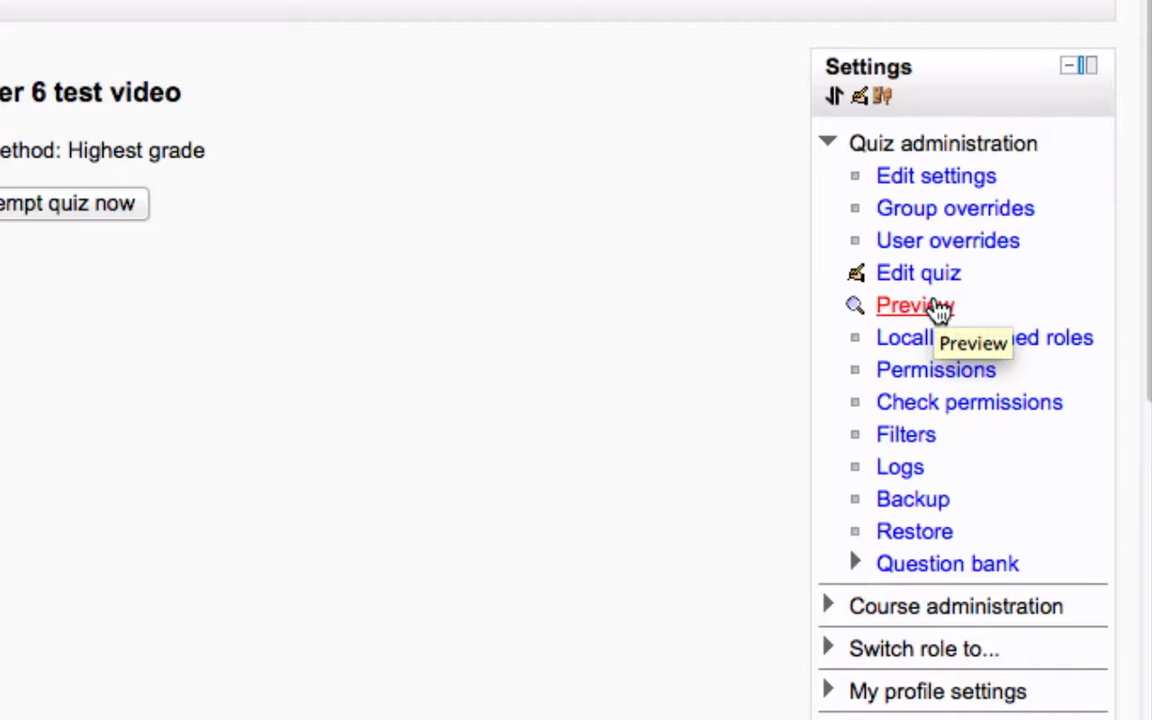 Settings
er 6 test video
Quiz administration
ethod: Highest grade
Edit settings
empt quiz now
Group overrides
User overrides
Edit quiz
Preview
Preview
ed roles
Permissions
Check permissions
Filters
Logs
Backup
Restore
Question bank
Course administration
Switch role to...
My profile settings